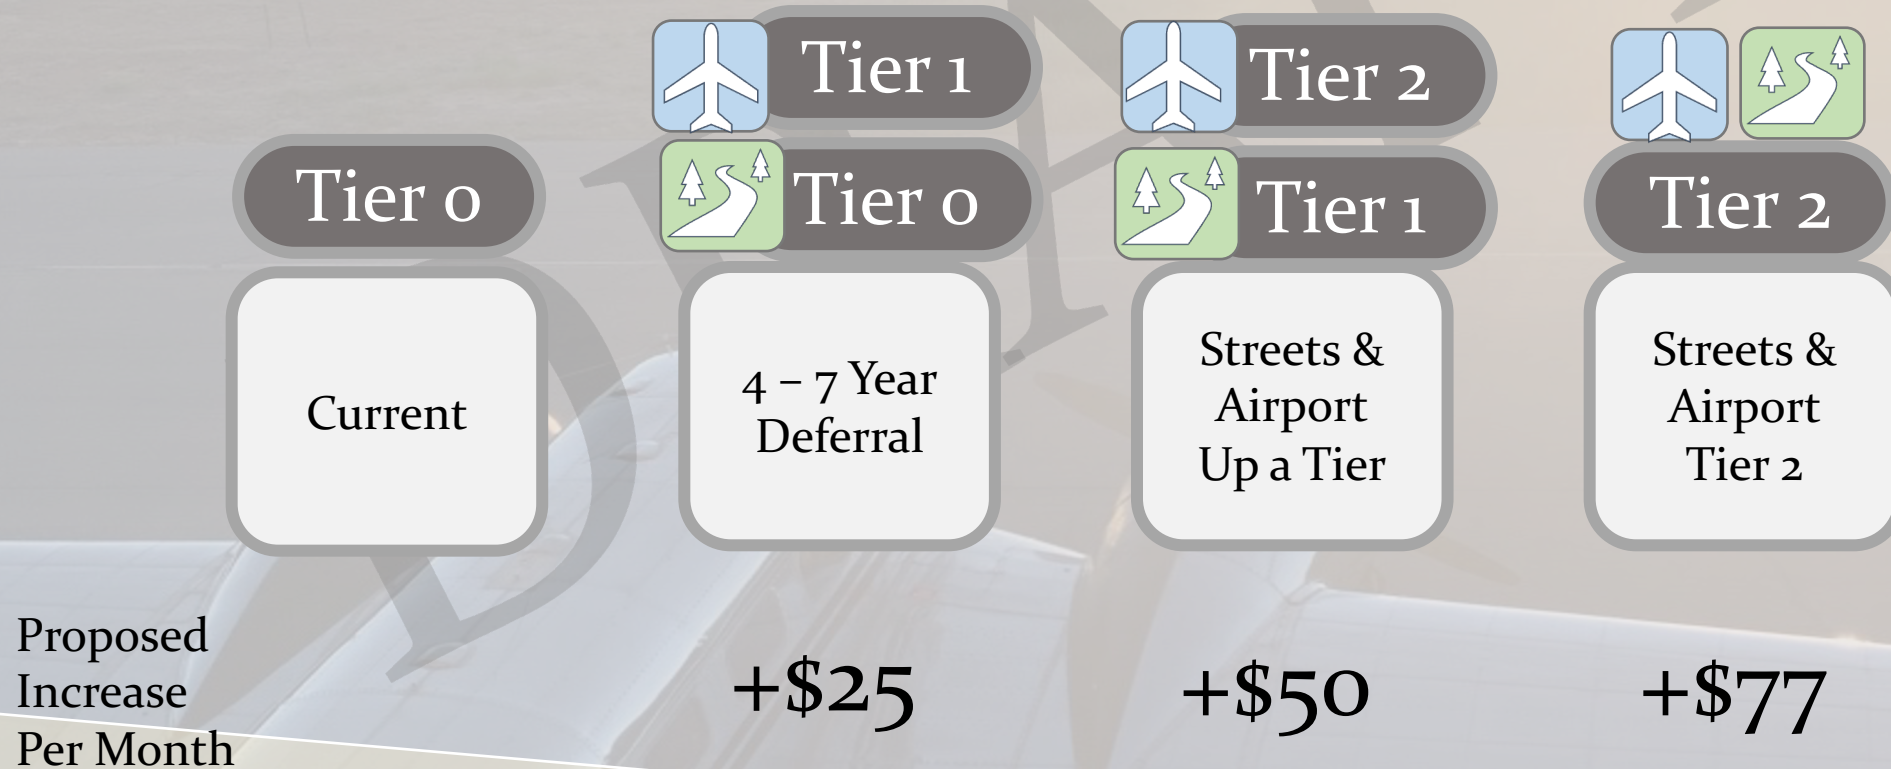 Tier 1
Tier 2
Tier 0
Tier 0
Tier 1
Tier 2
Current
4 – 7 Year
Deferral
Streets &
Airport
Up a Tier
Streets &
Airport
Tier 2
Proposed
Increase
Per Month
+$25
+$50
+$77